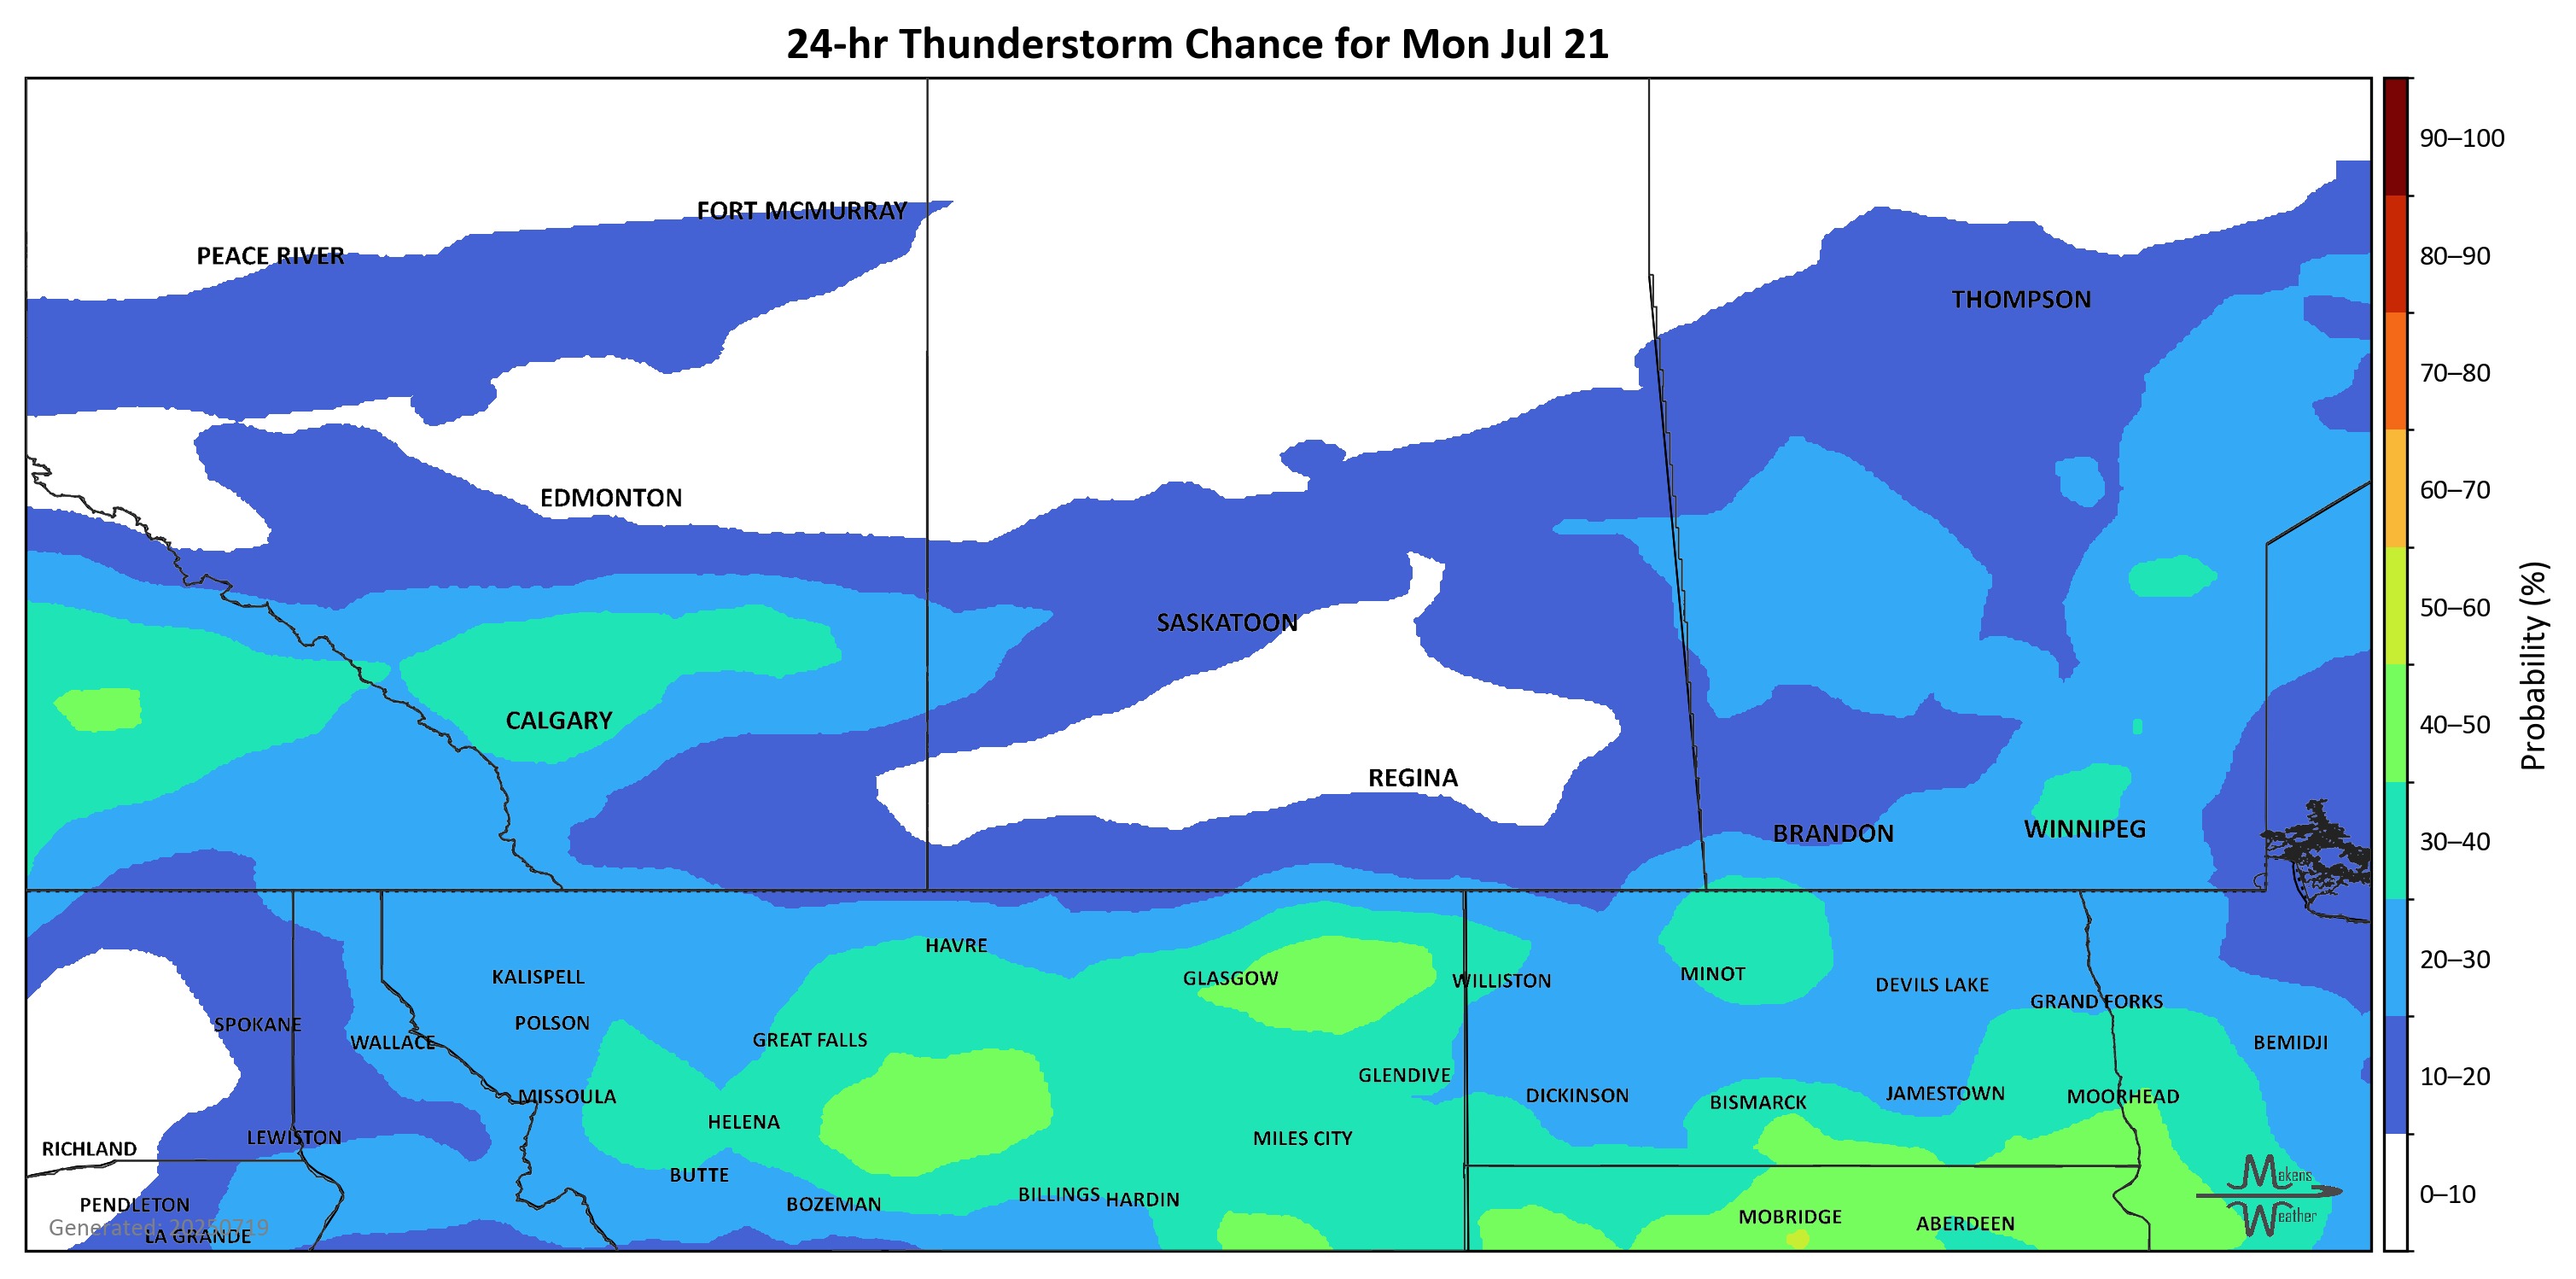 24-hr Thunderstorm Chance for Mon Jul 21
90–100
FORT MCMURRAY
PEACE RIVER
80–90
THOMPSON
70–80
60–70
EDMONTON
50–60
SASKATOON
Probability (%)
CALGARY
40–50
REGINA
WINNIPEG
BRANDON
30–40
HAVRE
20–30
KALISPELL
GLASGOW
WILLISTON
MINOT
DEVILS LAKE
GRAND FORKS
SPOKANE
POLSON
WALLACE
GREAT FALLS
BEMIDJI
GLENDIVE
10–20
MISSOULA
DICKINSON
BISMARCK
JAMESTOWN
MOORHEAD
HELENA
LEWISTON
MILES CITY
RICHLAND
BUTTE
Makens
Weather
0–10
PENDLETON
BOZEMAN
BILLINGS
HARDIN
MOBRIDGE
ABERDEEN
Generated: 20250719
LA GRANDE